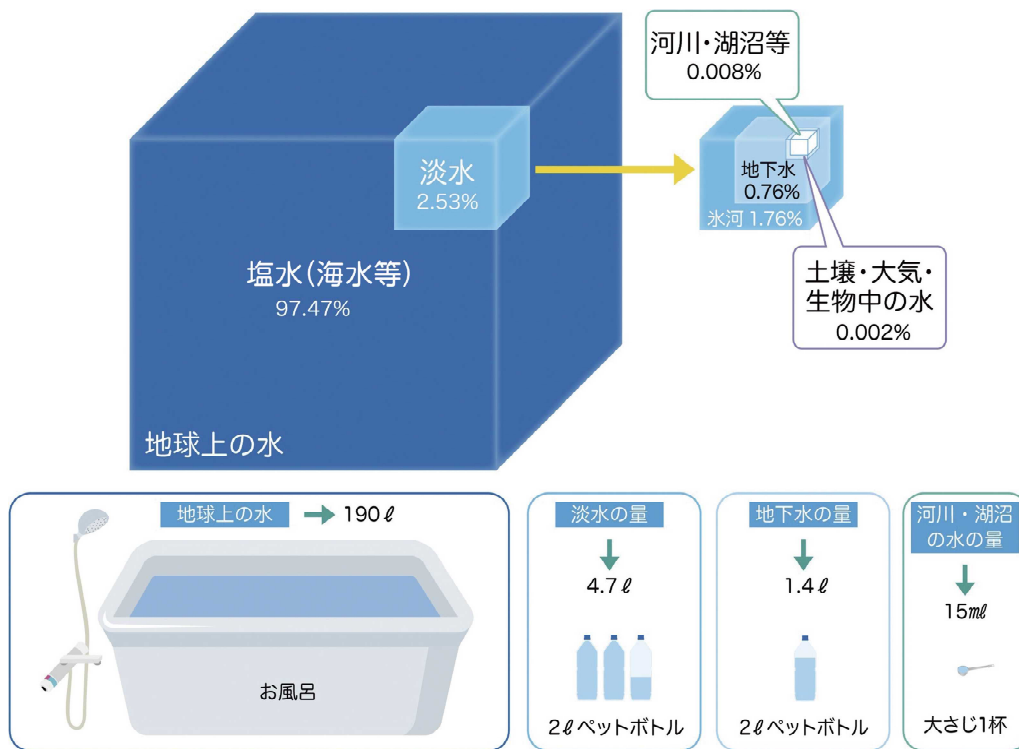 河川・湖沼等
0.008%
淡水
2.53%
地下水
0.76%
氷河 1.76%
塩水(海水等)
97.47%
土壌・大気・
生物中の水
0.002%
地球上の水
地球上の水
190ℓ
お風呂
淡水の量
4.7ℓ
2ℓペットボトル
地下水の量
1.4ℓ
2ℓペットボトル
河川・湖沼
の水の量
15㎖
大さじ1杯